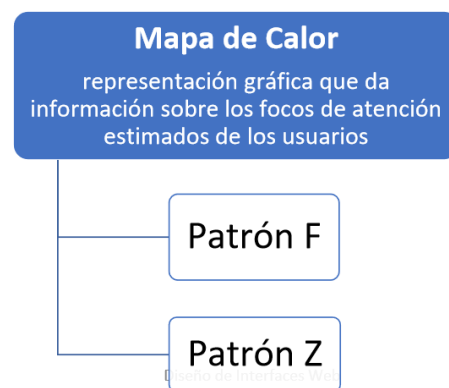 Mapa de Calor
representación gráfica que da
información sobre los focos de atención
estimados de los usuarios
Patrón F
Patrón Z
Diseño de Interfaces Web